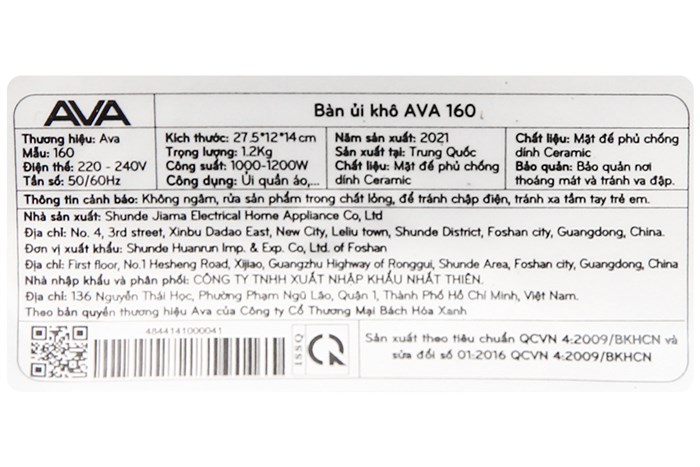 AVA
Bàn ủi khô AVA 160
Thương hiệu: Ava
Mẫu: 160
Điện thế: 220 - 240V
Tần số: 50/60Hz
Kích thước: 27.5*12*14cm
Trọng lượng: 1.2Kg
Công suất: 1000-1200W
Công dụng: Ủi quần áo,...
Năm sản xuất: 2021
Sản xuất tại: Trung Quốc
Chất liệu: Mặt đế phủ chống
dính Ceramic
Chất liệu: Mặt đế phủ chống
dính Ceramic
Bảo quản: Bảo quản nơi
thoáng mát và tránh va đập.
Thông tin cảnh báo: Không ngâm, rửa sản phẩm trong chất lỏng, để tránh chập điện, tránh xa tầm tay trẻ em.
Nhà sản xuất: Shunde Jiama Electrical Home Appliance Co, Ltd
Địa chỉ: No. 4, 3rd street, Xinbu Dadao East, New City, Leliu town, Shunde District, Foshan city, Guangdong, China.
Đơn vị xuất khẩu: Shunde Huanrun Imp. & Exp. Co, Ltd. of Foshan
Địa chỉ: First floor, No.1 Hesheng Road, Xijiao, Guangzhu Highway of Ronggui, Shunde Area, Foshan city, Guangdong, China
Nhà nhập khẩu và phân phối: CÔNG TY TNHH XUẤT NHẬP KHẨU NHẤT THIÊN.
Địa chỉ: 136 Nguyễn Thái Học, Phường Phạm Ngũ Lão, Quận 1, Thành Phố Hồ Chí Minh, Việt Nam.
Theo bản quyền thương hiệu Ava của Công ty Cổ Thương Mại Bách Hóa Xanh
4844141000041
ISSQ
Sản xuất theo tiêu chuẩn QCVN 4:2009/BKHCN và
sửa đổi số 01:2016 QCVN 4:2009/BKHCN